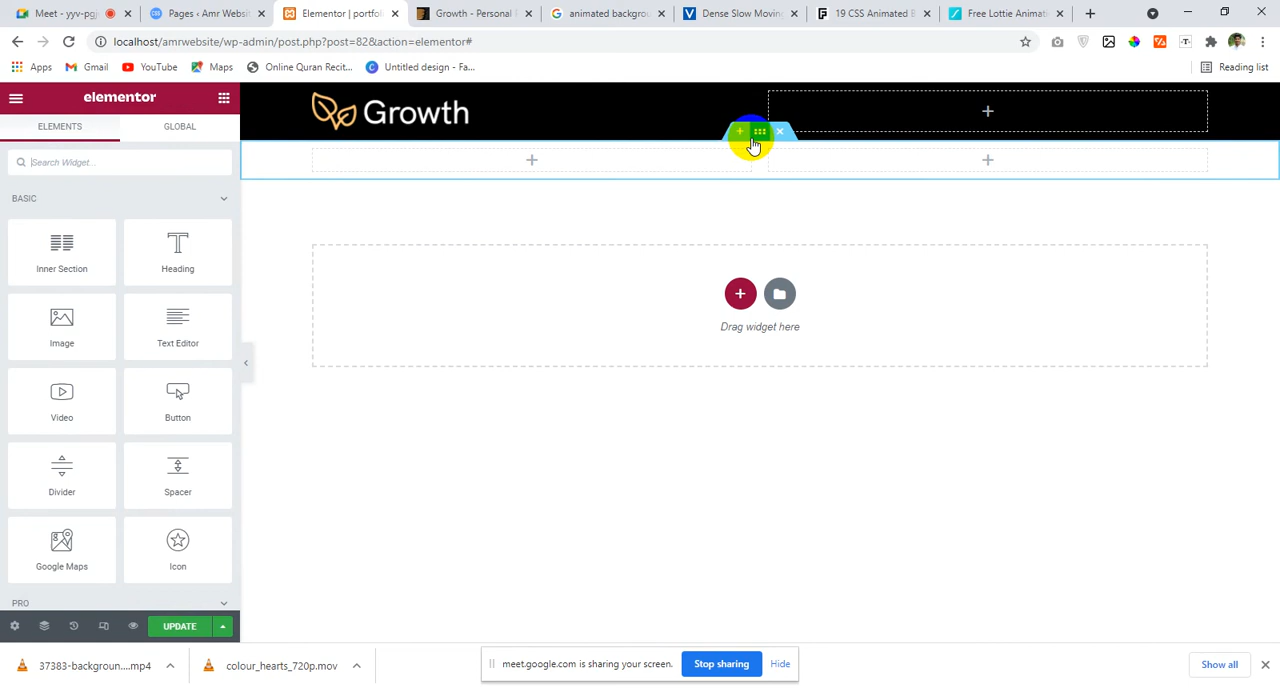 Meet - yyv-pgj
Pages ‹ Amr Websit
Elementor | portfol
Growth - Personal P
animated backgrou
Dense Slow Moving
19 CSS Animated B
Free Lottie Animati
localhost/amrwebsite/wp-admin/post.php?post=82&action=elementor#
Apps
Gmail
YouTube
Maps
Online Quran Recit...
Untitled design - Fa...
Reading list
elementor
ELEMENTS
GLOBAL
Search Widget...
BASIC
Inner Section
Heading
Image
Text Editor
Video
Button
Divider
Spacer
Google Maps
Icon
PRO
UPDATE
Growth
Drag widget here
37383-backgroun....mp4
colour_hearts_720p.mov
meet.google.com is sharing your screen.
Stop sharing
Hide
Show all